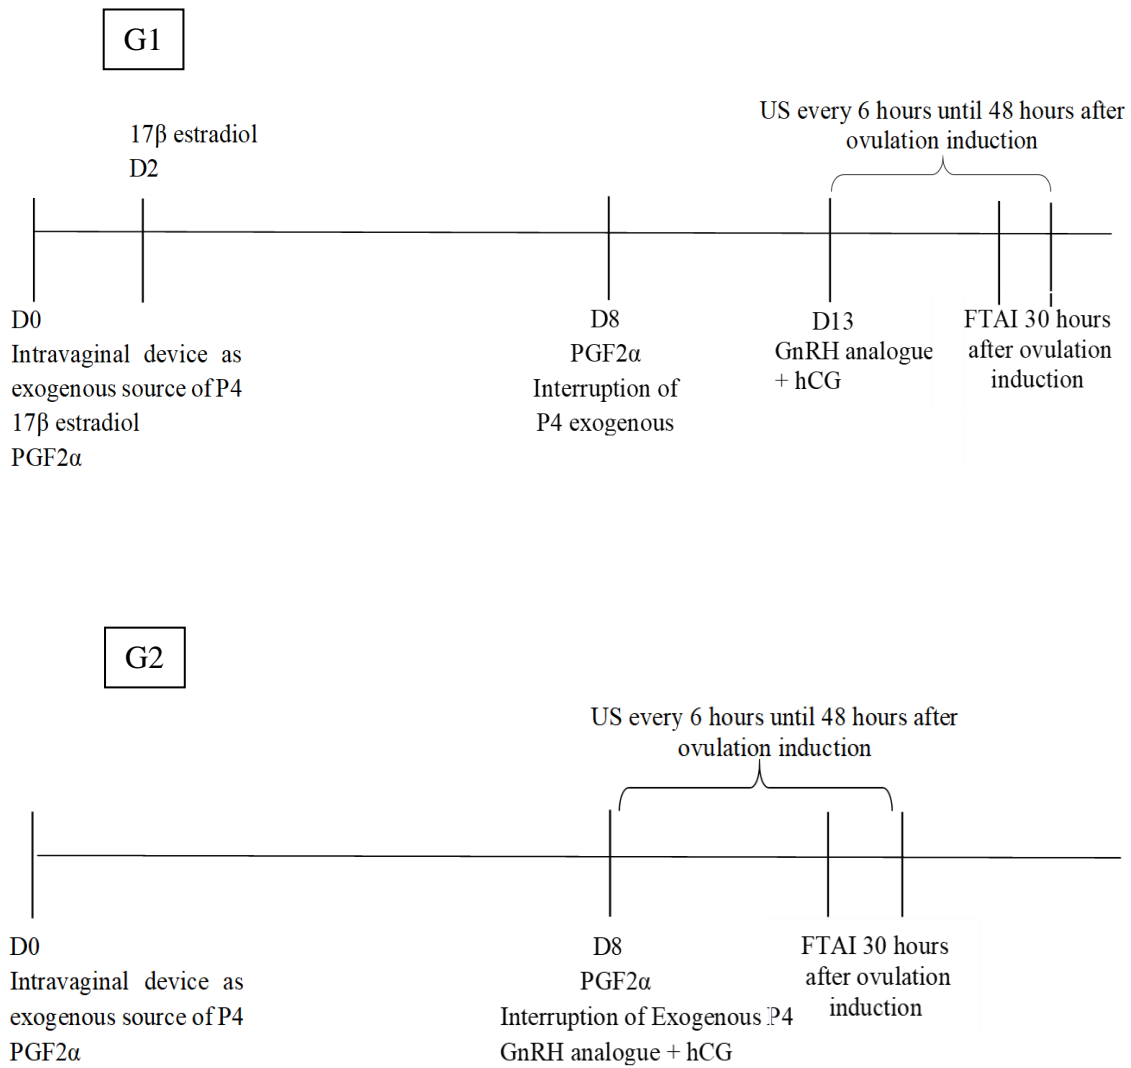 G1
17β estradiol
D2
US every 6 hours until 48 hours after
ovulation induction
D0
Intravaginal device as
exogenous source of P4
17β estradiol
PGF2α
D8
PGF2α
Interruption of
P4 exogenous
D13
GnRH analogue
+ hCG
FTAI 30 hours
after ovulation
induction
G2
US every 6 hours until 48 hours after
ovulation induction
D0
Intravaginal device as
exogenous source of P4
PGF2α
D8
PGF2α
Interruption of Exogenous P4
GnRH analogue + hCG
FTAI 30 hours
after ovulation
induction